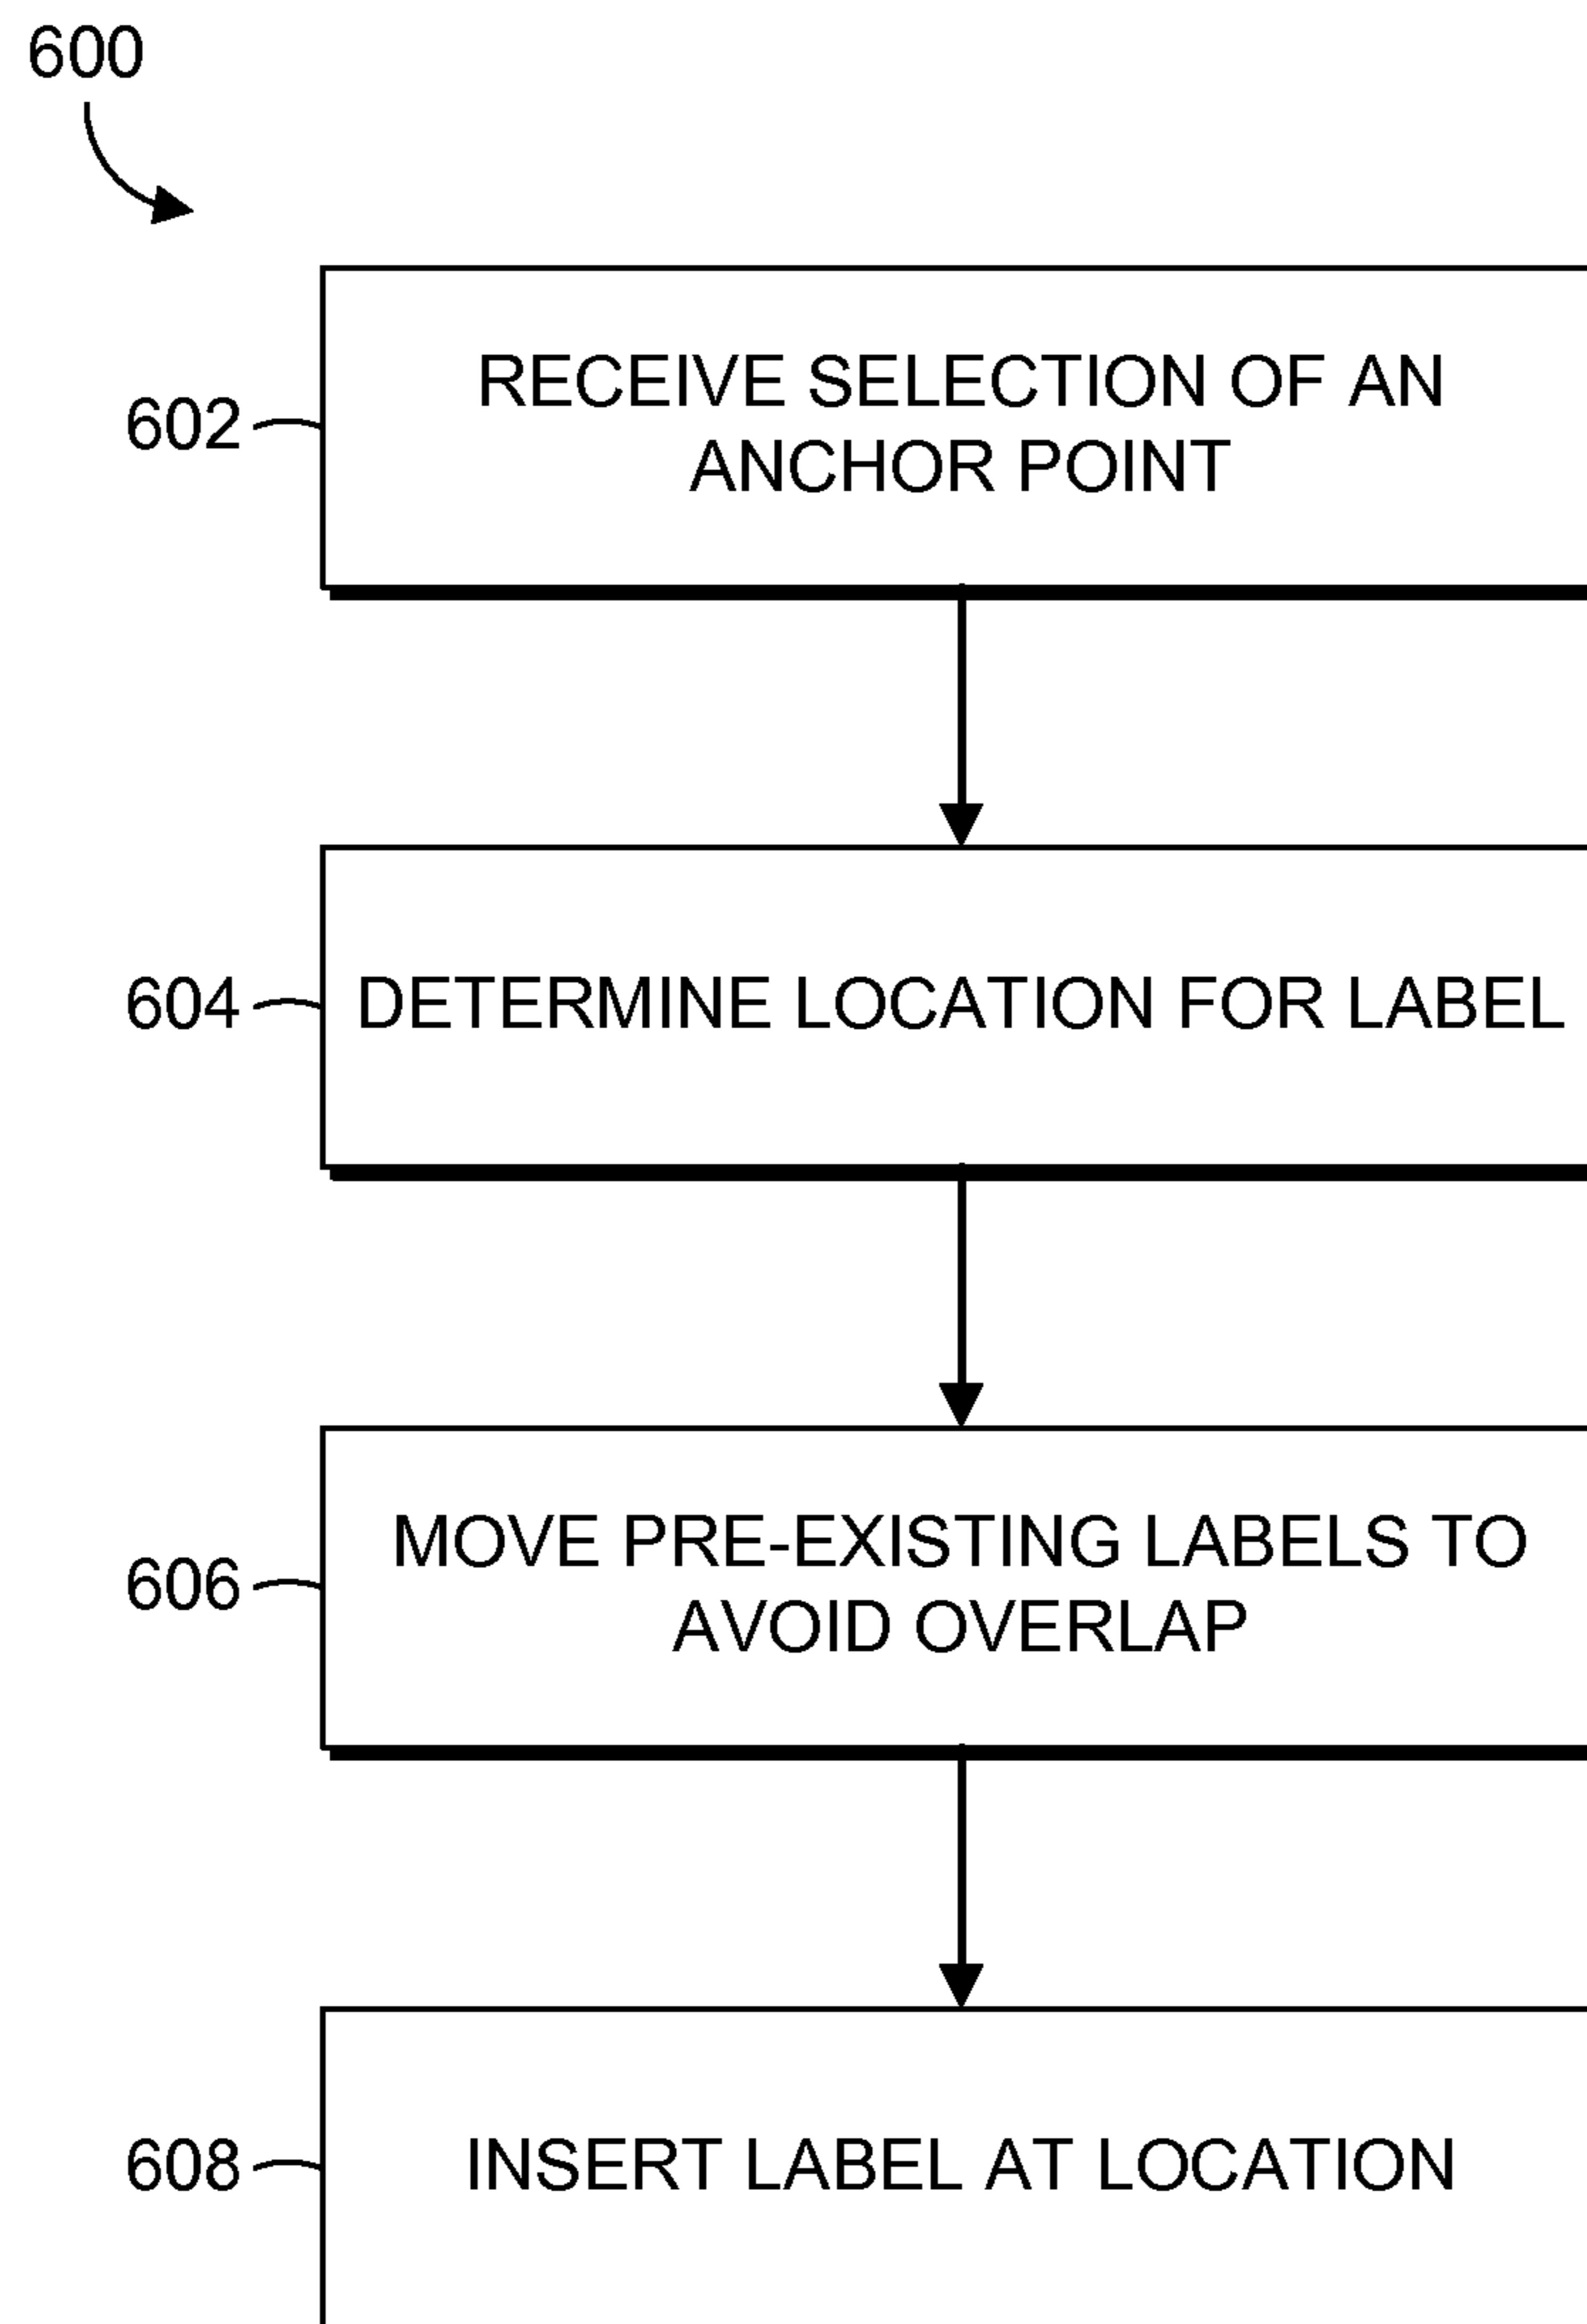 600
602
RECEIVE SELECTION OF AN
ANCHOR POINT
604
DETERMINE LOCATION FOR LABEL
606
MOVE PRE-EXISTING LABELS TO
AVOID OVERLAP
608
INSERT LABEL AT LOCATION